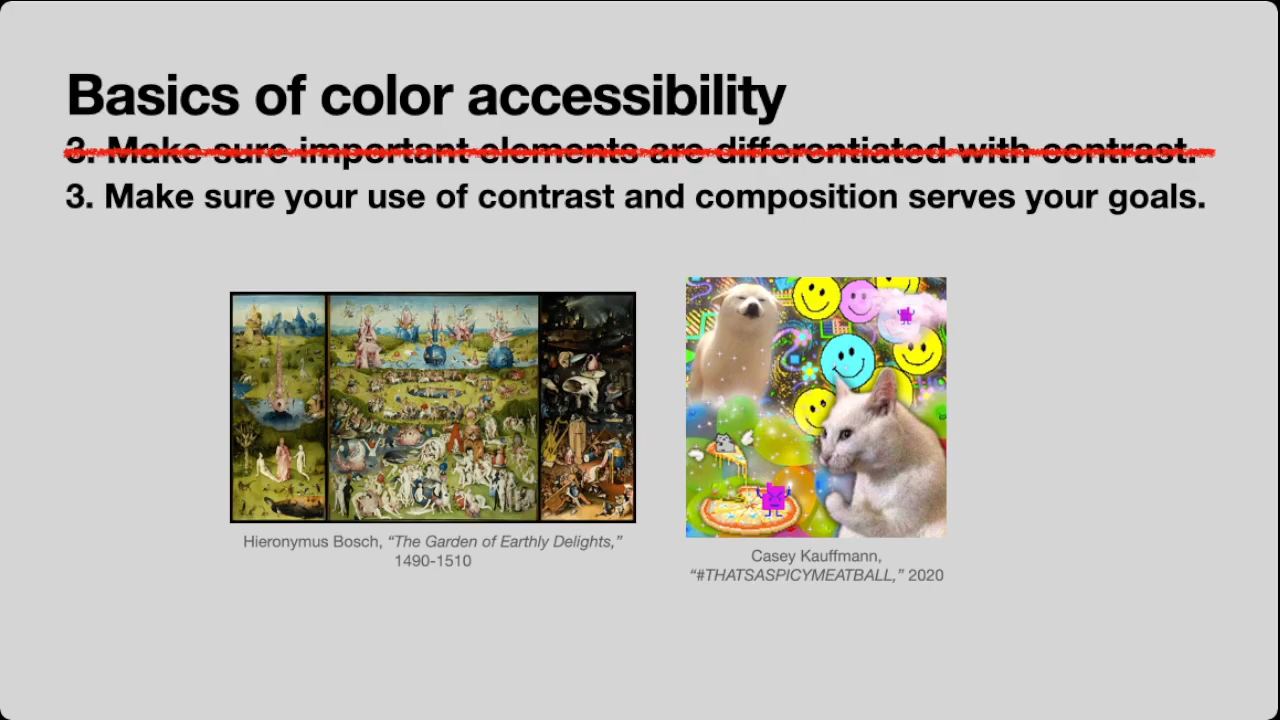 Basics of color accessibility
3. Make sure important elements are differentiated with contrast.
3. Make sure your use of contrast and composition serves your goals.
Hieronymus Bosch, “The Garden of Earthly Delights,”
1490-1510
Casey Kauffmann,
“#THATSASPICYMEATBALL,” 2020